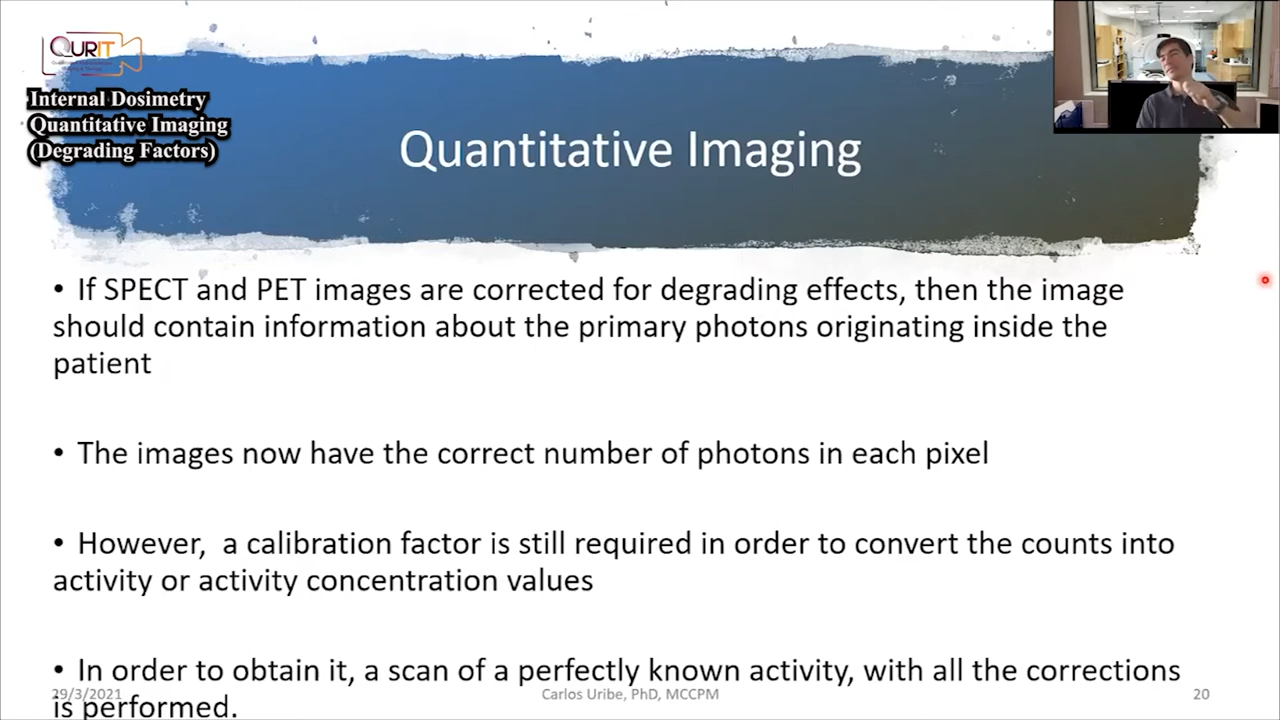 QURIT
Internal Dosimetry
Quantitative Imaging
(Degrading Factors)
Quantitative Imaging
• If SPECT and PET images are corrected for degrading effects, then the image
should contain information about the primary photons originating inside the
patient
• The images now have the correct number of photons in each pixel
• However,  a calibration factor is still required in order to convert the counts into
activity or activity concentration values
• In order to obtain it, a scan of a perfectly known activity, with all the corrections
is performed.
29/3/2021
Carlos Uribe, PhD, MCCPM
20